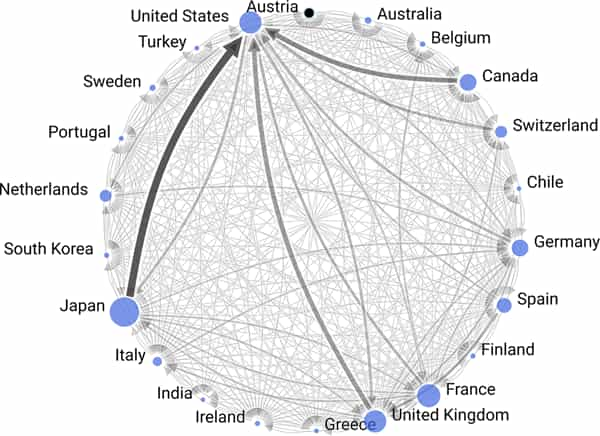 Austria
United States
Australia
Turkey
Belgium
Sweden
Canada
Portugal
Switzerland
Netherlands
Chile
South Korea
Germany
Japan
Spain
Italy
Finland
India
France
Ireland
Greece
United Kingdom